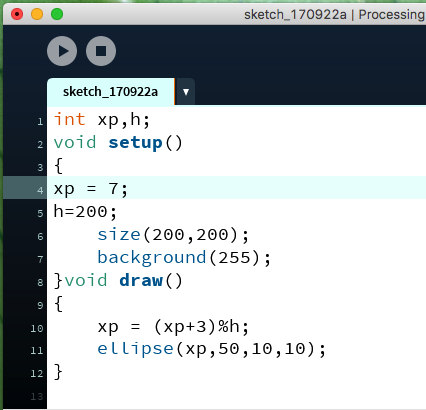 sketch_170922a | Processing
sketch_170922a ▼
1 int xp,h;
2 void setup()
3 {
4 xp = 7;
5 h=200;
6     size(200,200);
7     background(255);
8 }void draw()
9 {
10     xp = (xp+3)%h;
11     ellipse(xp,50,10,10);
12 }
13